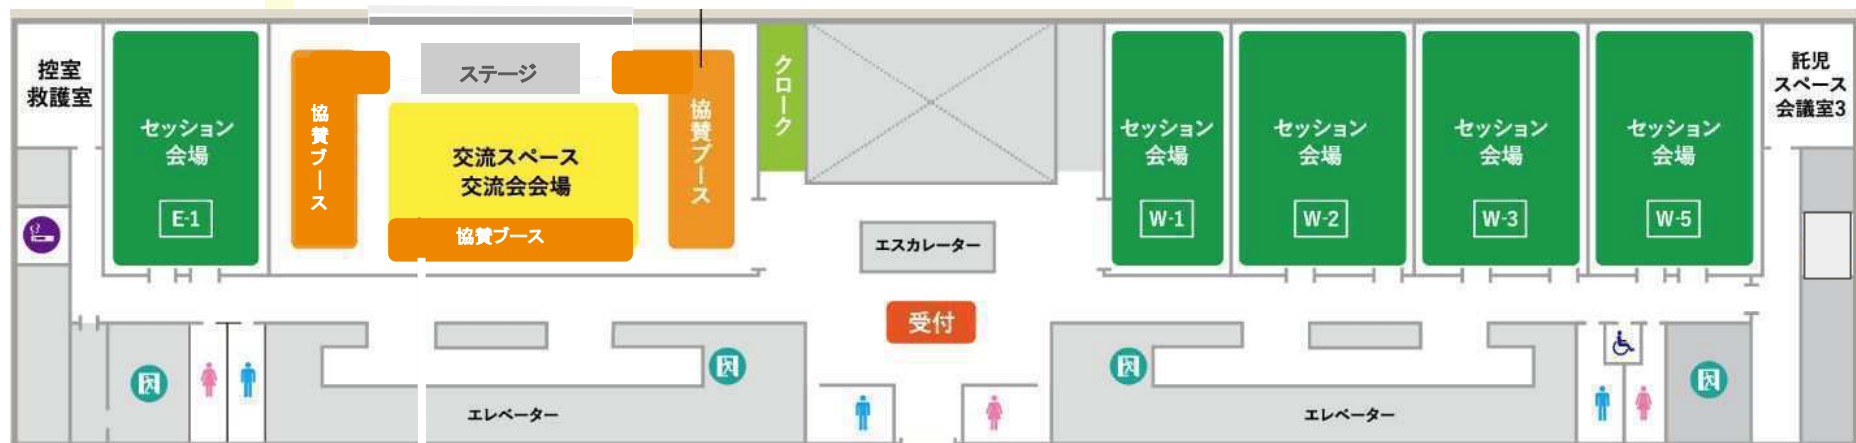 控室
救護室
セッション
会場
E-1
協賛ブース
ステージ
交流スペース
交流会会場
協賛ブース
協賛ブース
クローク
エスカレーター
受付
セッション
会場
W-1
セッション
会場
W-2
セッション
会場
W-3
セッション
会場
W-5
託児
スペース
会議室3
エレベーター
エレベーター